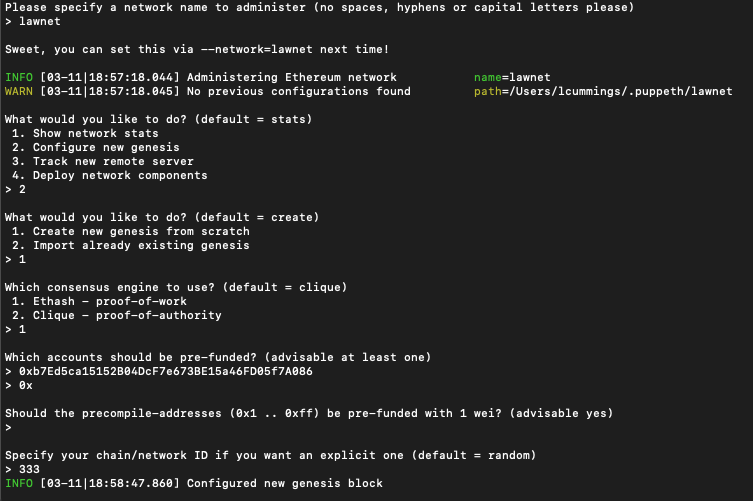 Please specify a network name to administer (no spaces, hyphens or capital letters please)
> lawnet
Sweet, you can set this via --network=lawnet next time!
INFO [03-11|18:57:18.044] Administering Ethereum network name=lawnet
WARN [03-11|18:57:18.045] No previous configurations found path=/Users/lcummings/.puppeth/lawnet
What would you like to do? (default = stats)
1. Show network stats
2. Configure new genesis
3. Track new remote server
4. Deploy network components
> 2
What would you like to do? (default = create)
1. Create new genesis from scratch
2. Import already existing genesis
> 1
Which consensus engine to use? (default = clique)
1. Ethash - proof-of-work
2. Clique - proof-of-authority
> 1
Which accounts should be pre-funded? (advisable at least one)
> 0xb7Ed5ca15152B04DcF7e673BE15a46FD05f7A086
> 0x
Should the precompile-addresses (0x1 .. 0xff) be pre-funded with 1 wei? (advisable yes)
>
Specify your chain/network ID if you want an explicit one (default = random)
> 333
INFO [03-11|18:58:47.860] Configured new genesis block